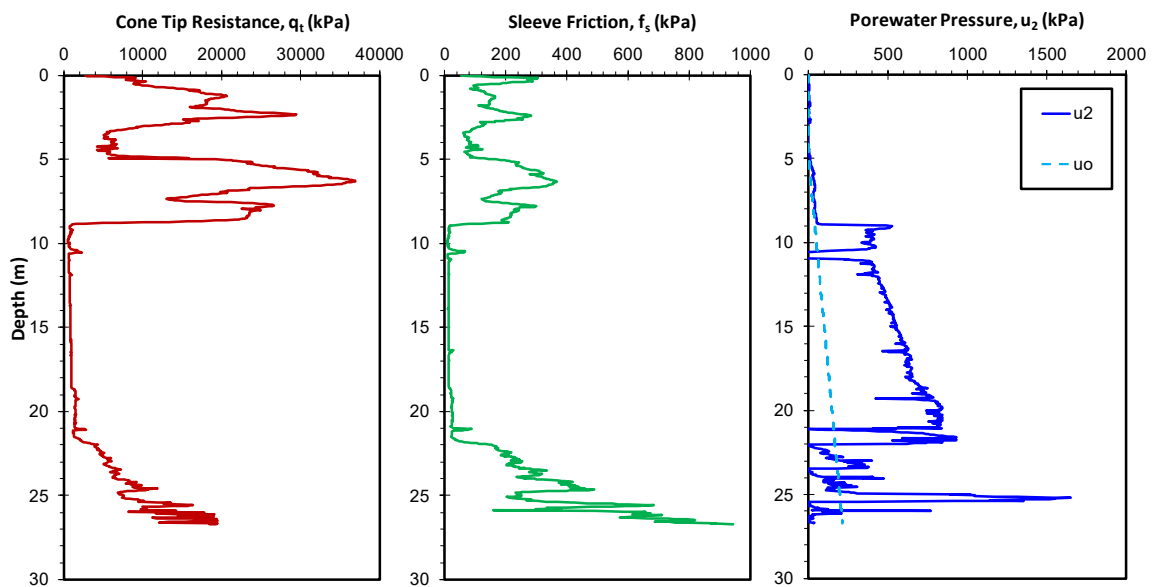 Cone Tip Resistance, qt (kPa)
0 10000 20000 30000 40000
Depth (m)
0
5
10
15
20
25
30
Sleeve Friction, fs (kPa)
0 200 400 600 800 1000
0
5
10
15
20
25
30
Porewater Pressure, u2 (kPa)
0 500 1000 1500 2000
0
5
10
15
20
25
30
u2
uo